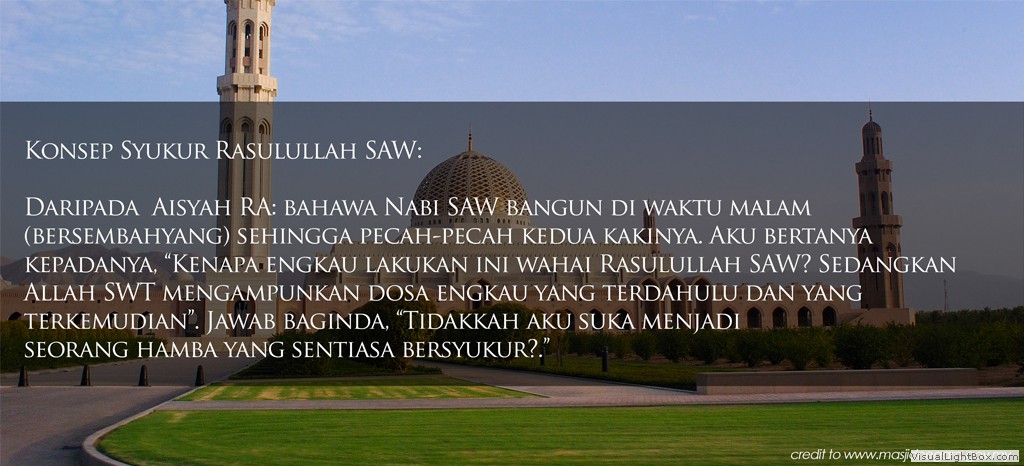 Konsep Syukur Rasulullah SAW:
Daripada Aisyah RA: bahawa Nabi SAW bangun di waktu malam
(bersembahyang) sehingga pecah-pecah kedua kakinya. Aku bertanya
kepadanya, “Kenapa engkau lakukan ini wahai Rasulullah SAW? Sedangkan
Allah SWT mengampunkan dosa engkau yang terdahulu dan yang
terkemudian”. Jawab baginda, “Tidakkah aku suka menjadi
seorang hamba yang sentiasa bersyukur?.”
credit to www.masji
VisualLightBox.com